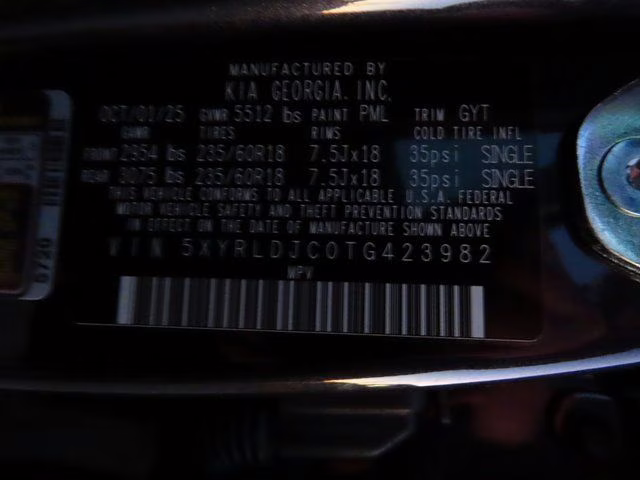 MANUFACTURED BY
KIA GEORGIA, INC.
OCT/01/25 GVWR 5512 lbs PAINT PML TRIM GYT
GAWR TIRES RIMS COLD TIRE INFL
FRONT 2954 lbs 235/60R18 7.5Jx18 35psi SINGLE
REAR 3075 lbs 235/60R18 7.5Jx18 35psi SINGLE
THIS VEHICLE CONFORMS TO ALL APPLICABLE U.S.A. FEDERAL
MOTOR VEHICLE SAFETY AND THEFT PREVENTION STANDARDS
IN EFFECT ON THE DATE OF MANUFACTURE SHOWN ABOVE
VIN 5XYRLDJC0TG423982
MPV